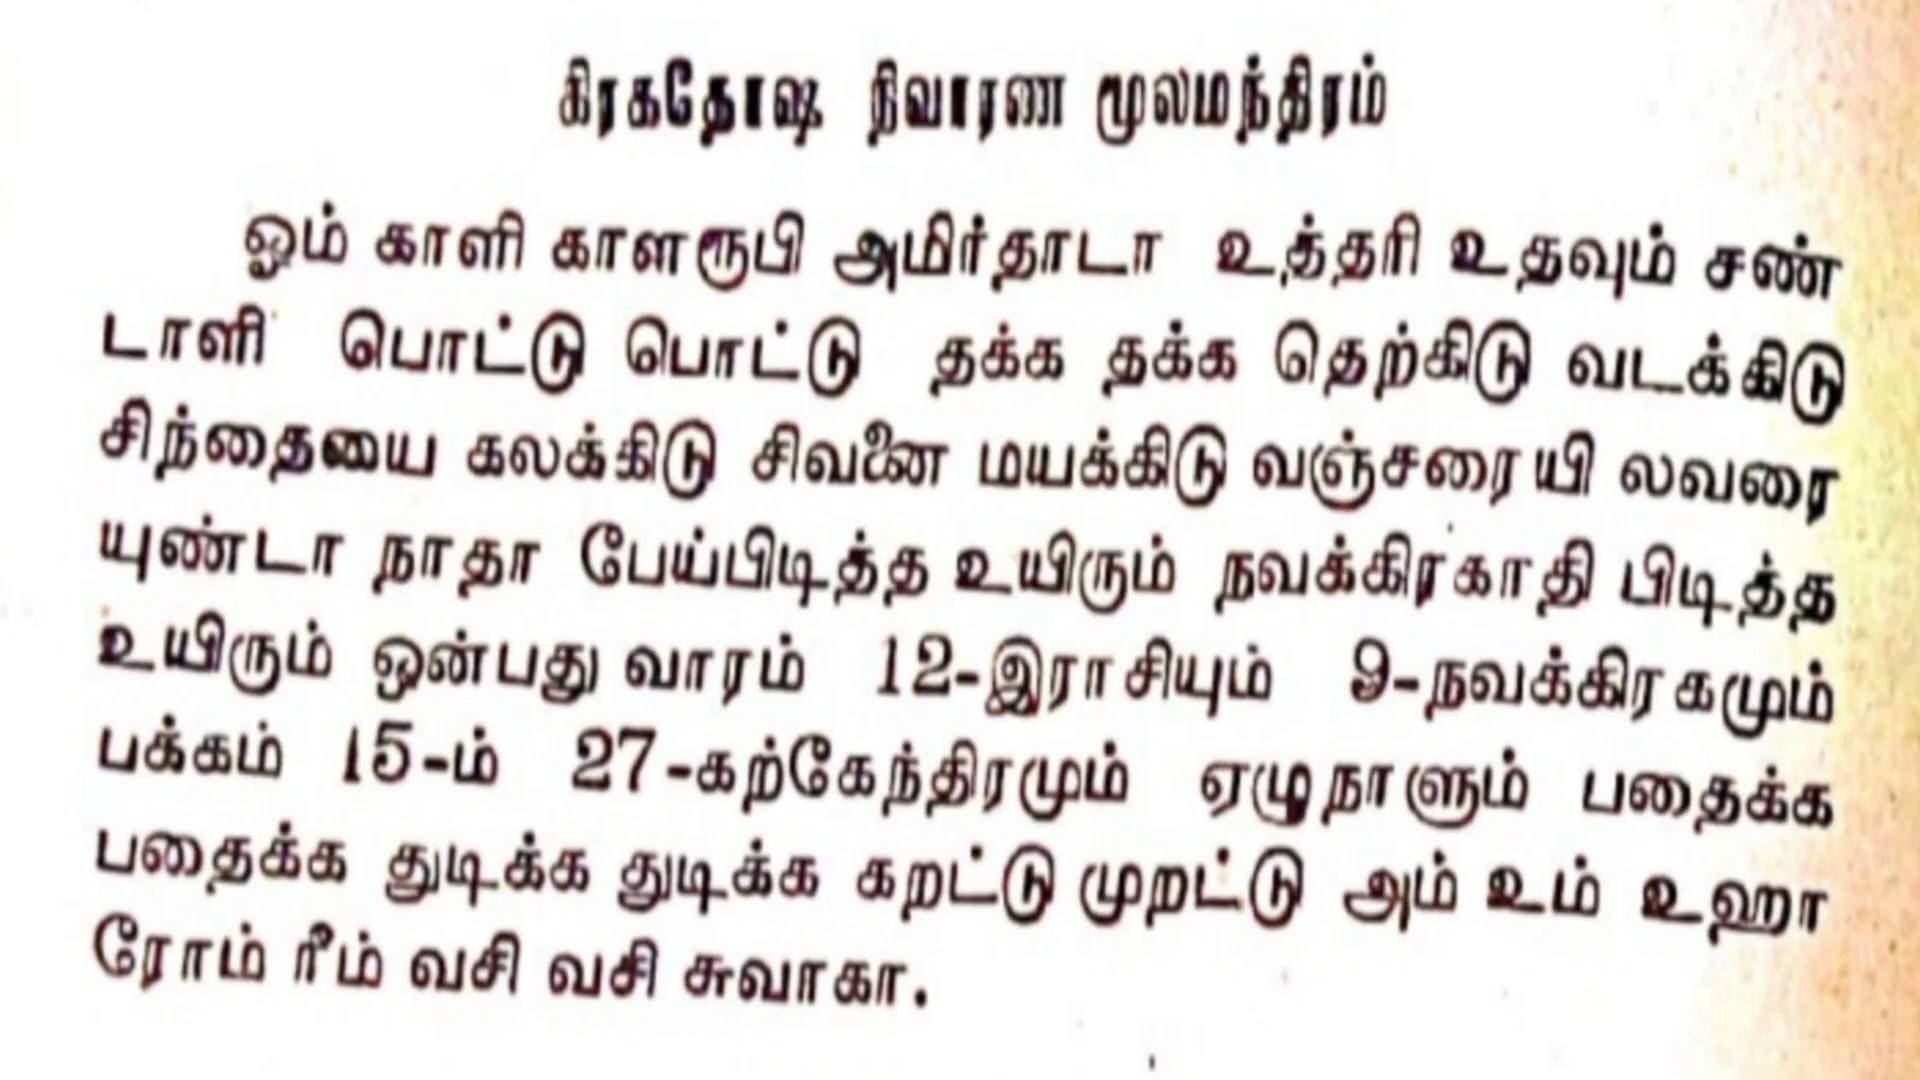 கிரகதோஷ நிவாரண மூலமந்திரம்
ஓம் காளி காளரூபி அமிர்தாடா உத்தரி உதவும் சண்
டாளி பொட்டு பொட்டு தக்க தக்க தெற்கிடு வடக்கிடு
சிந்தையை கலக்கிடு சிவனை மயக்கிடு வஞ்சரையி லவரை
யுண்டா நாதா பேய்பிடித்த உயிரும் நவக்கிரகாதி பிடித்த
உயிரும் ஒன்பது வாரம் 12-இராசியும் 9-நவக்கிரகமும்
பக்கம் 15-ம் 27-கற்கேந்திரமும் ஏழுநாளும் பதைக்க
பதைக்க துடிக்க துடிக்க கறட்டு முறட்டு அம் உம் உஹா
ரோம் ரீம் வசி வசி சுவாகா.